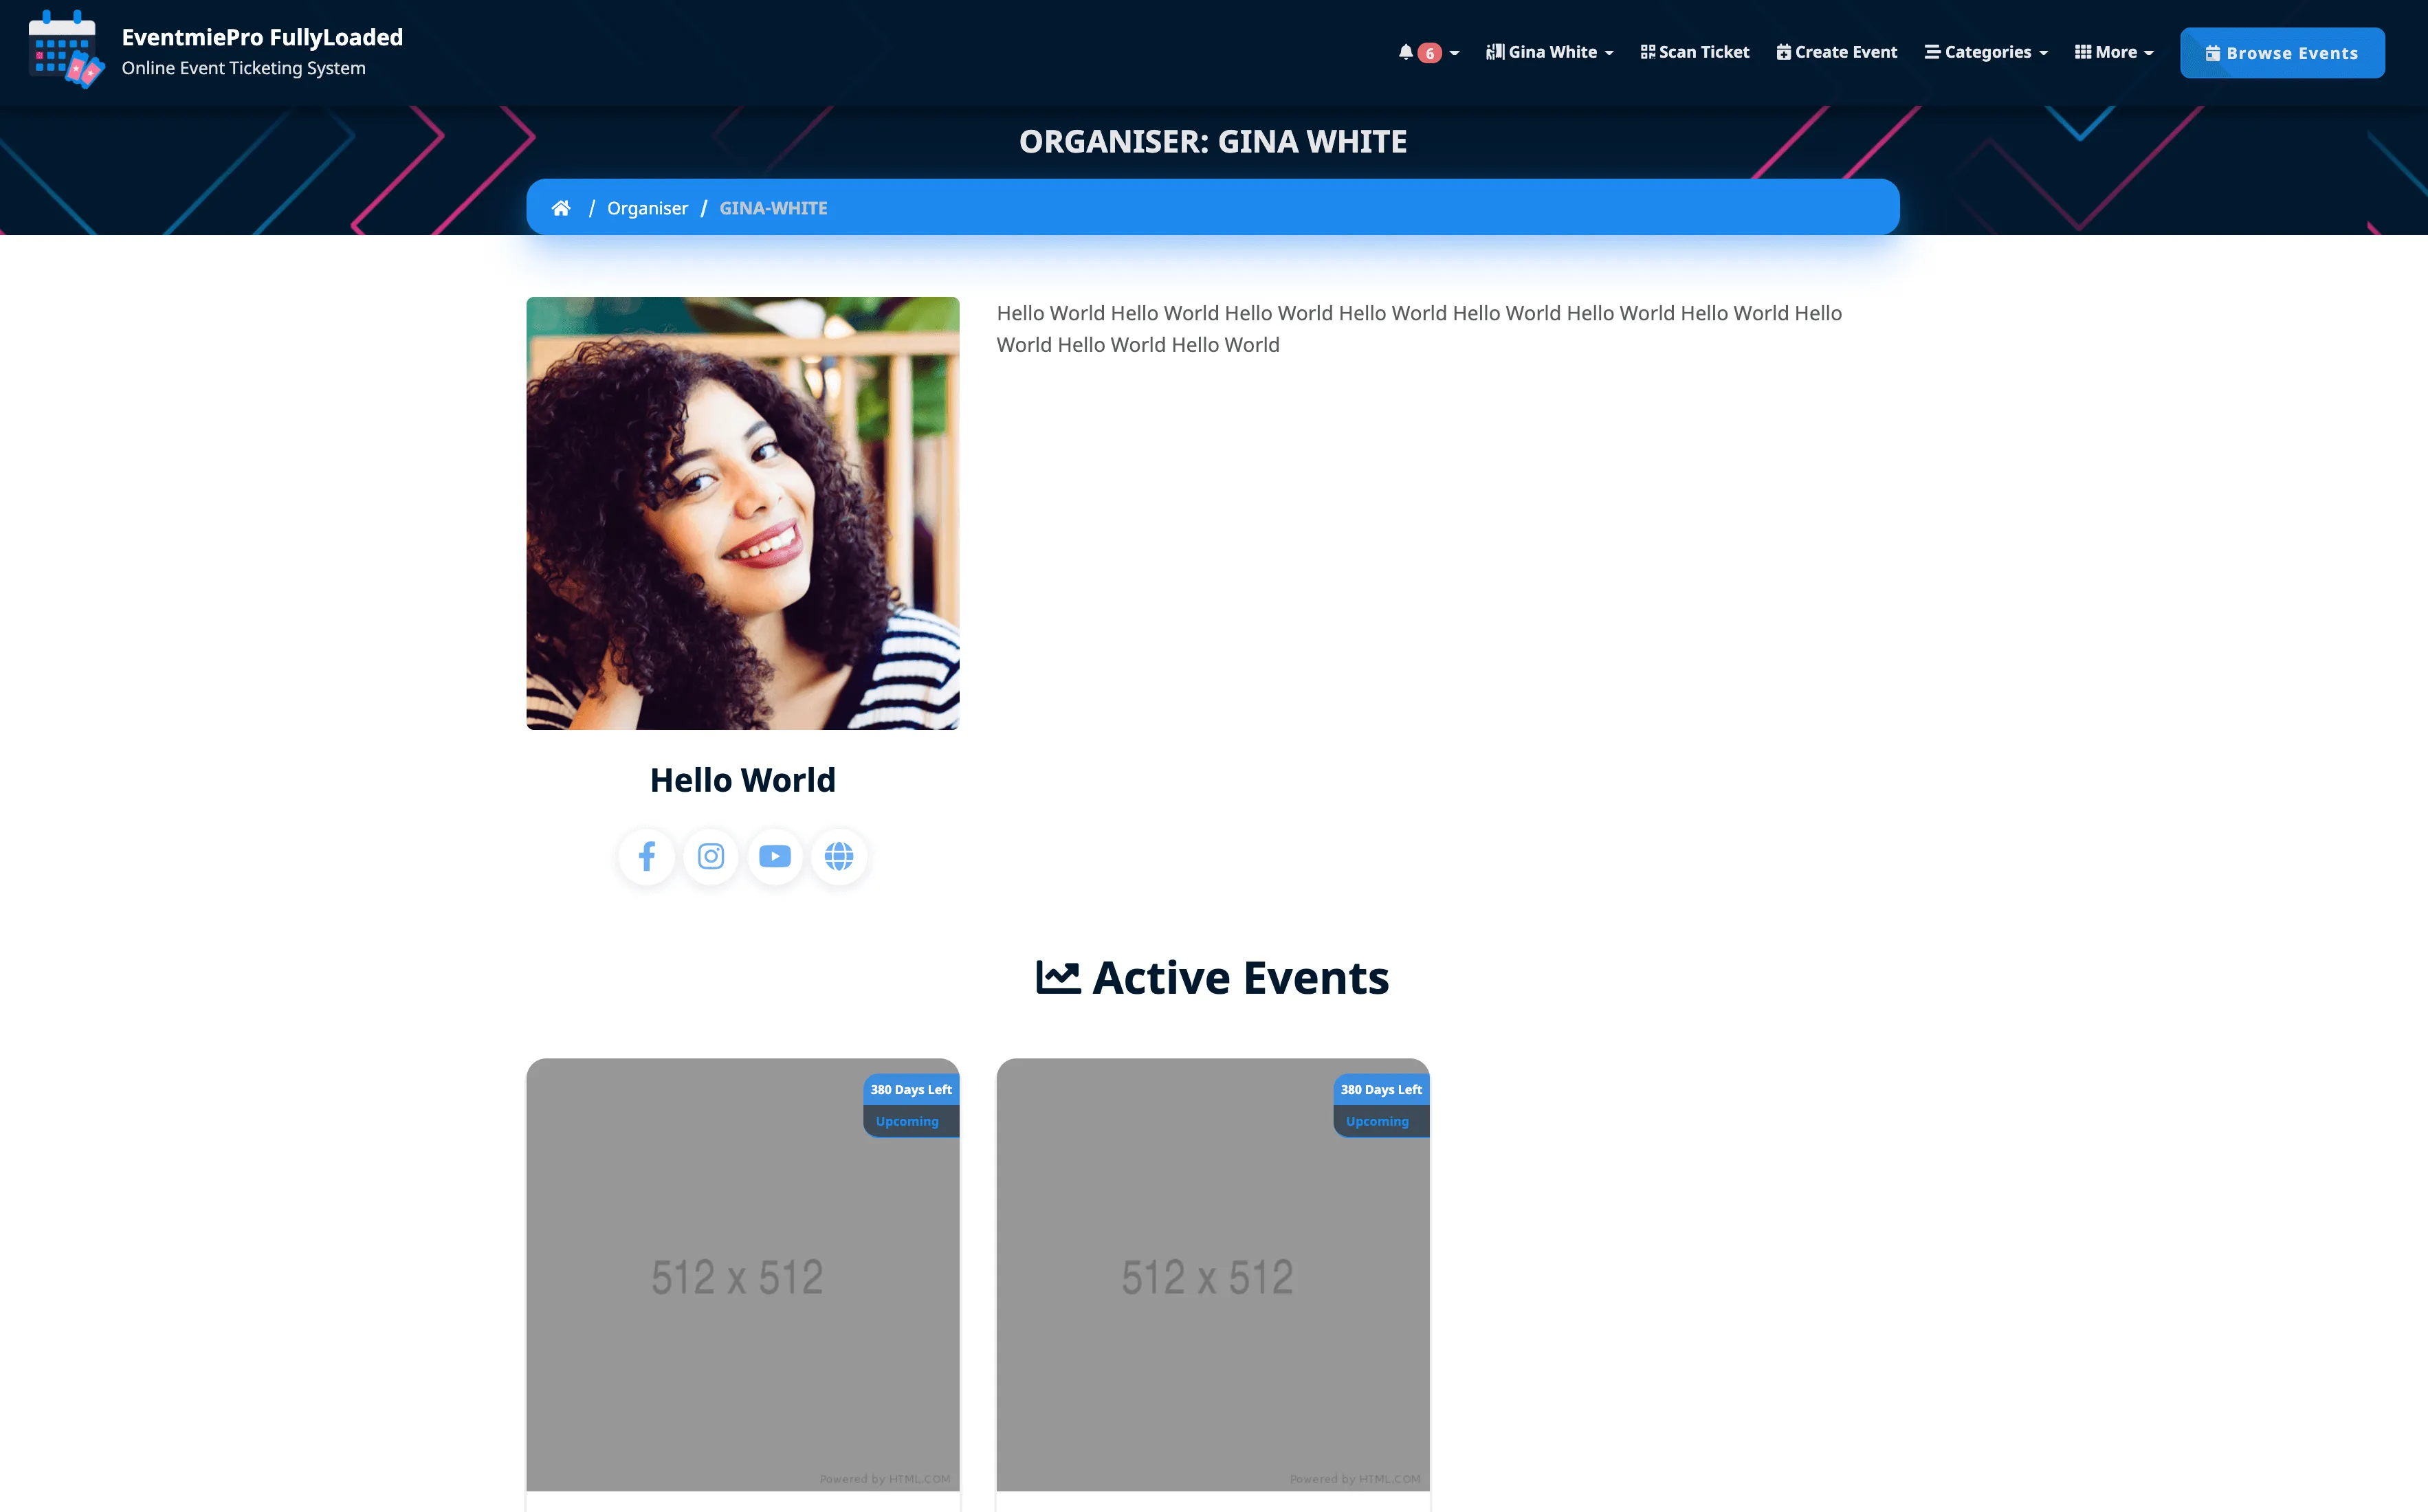 EventmiePro FullyLoaded
Online Event Ticketing System
6
Gina White
Scan Ticket
Create Event
Categories
More
Browse Events
ORGANISER: GINA WHITE
/ Organiser / GINA-WHITE
Hello World Hello World Hello World Hello World Hello World Hello World Hello World Hello
World Hello World Hello World
Hello World
Active Events
380 Days Left
Upcoming
512 x 512
Powered by HTML.COM
380 Days Left
Upcoming
512 x 512
Powered by HTML.COM